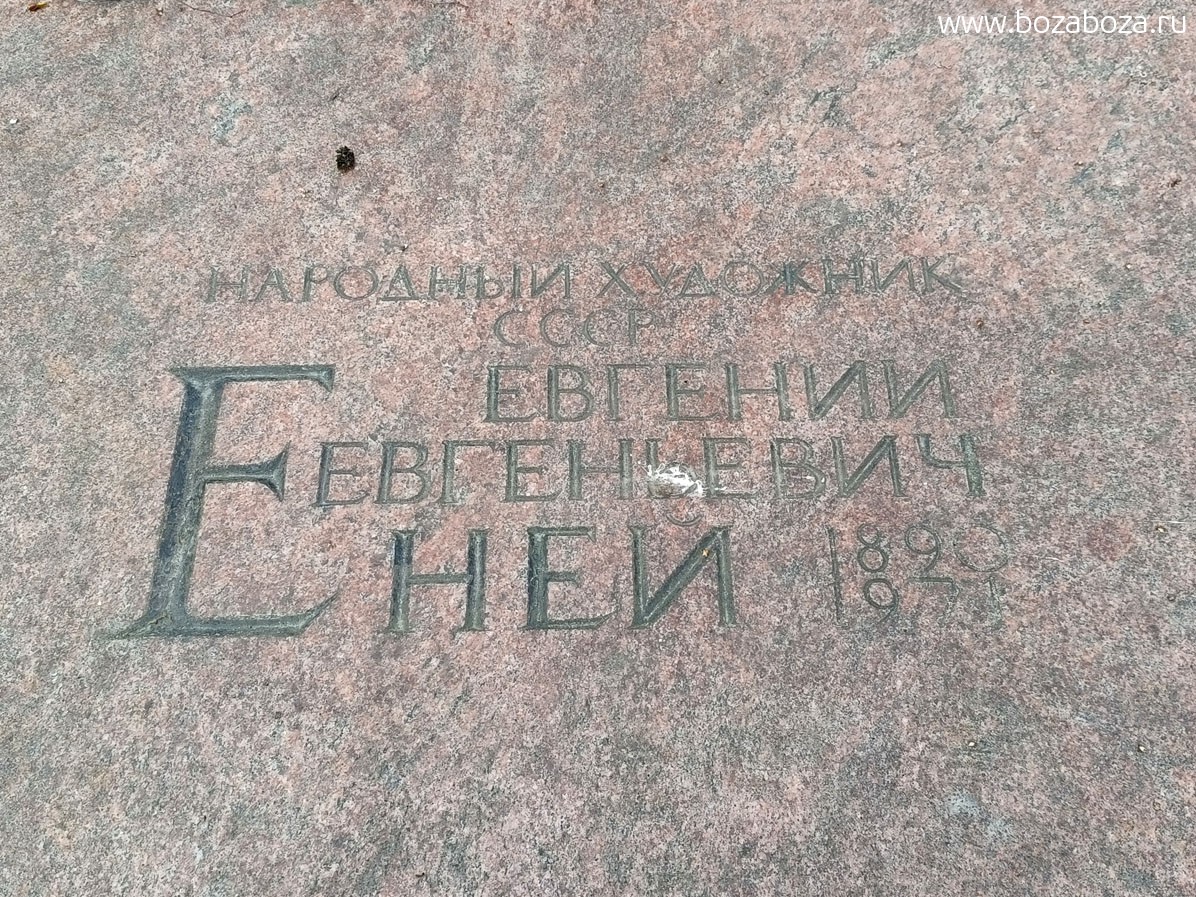 www.bozaboza.ru
НАРОДНЫЙ ХУДОЖНИК
СССР
ЕВГЕНИЙ
ЕВГЕНЬЕВИЧ
ЕНЕЙ
1890
1971